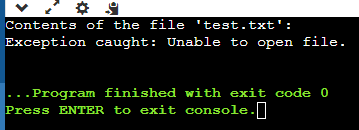 Contents of the file 'test.txt':
Exception caught: Unable to open file.
...Program finished with exit code 0
Press ENTER to exit console.